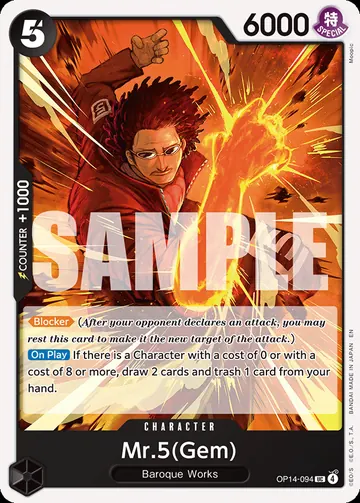 5
6000
特
SPECIAL
Moopic
COUNTER +1000
SAMPLE
Blocker (After your opponent declares an attack, you may
rest this card to make it the new target of the attack.)
On Play If there is a Character with a cost of 0 or with a
cost of 8 or more, draw 2 cards and trash 1 card from your
hand.
CHARACTER
Mr.5(Gem)
Baroque Works
OP14-094 UC 4
©E.O./S. ©E.O./S., T.A. BANDAI MADE IN JAPAN EN